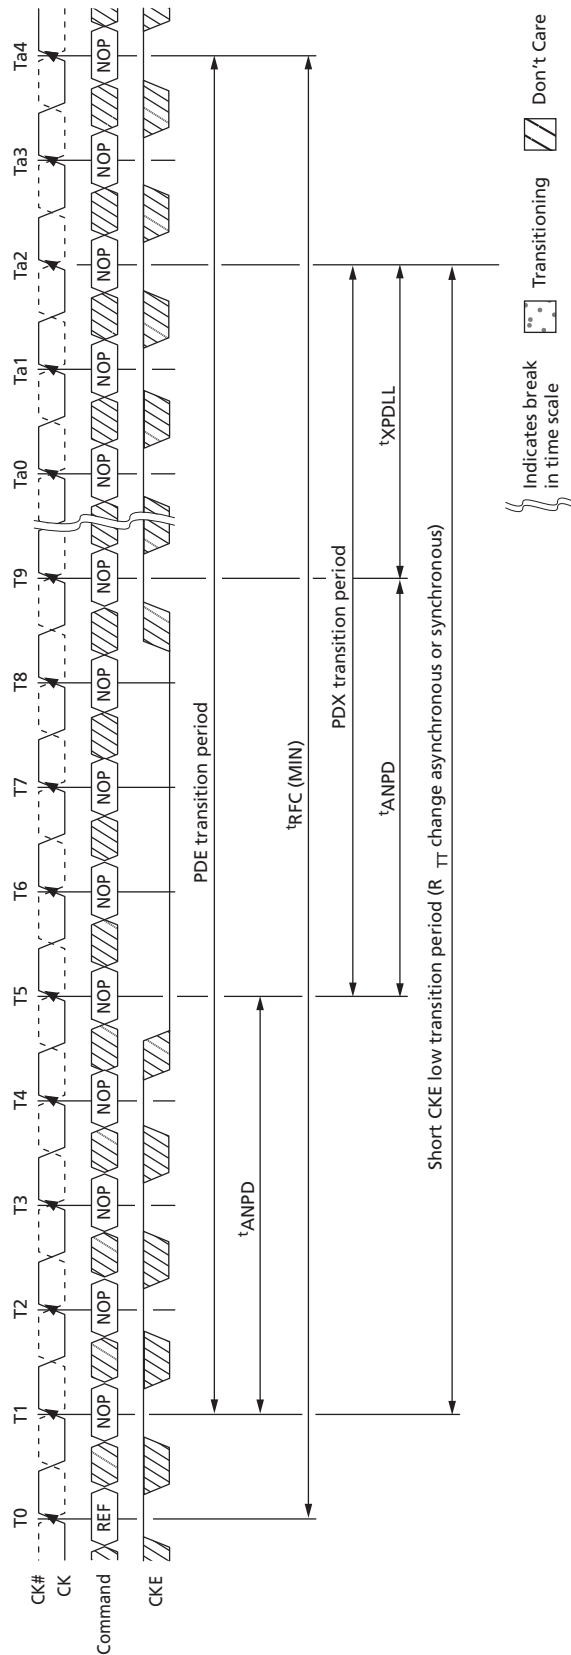 T0 T1 T2 T3 T4 T5 T6 T7 T8 T9 Ta0 Ta1 Ta2 Ta3 Ta4
CK#
CK
Command REF NOP NOP NOP NOP NOP NOP NOP NOP NOP NOP NOP NOP NOP NOP
CKE
PDE transition period
tANPD
tRFC (MIN)
PDX transition period
tANPD tXPDLL
Short CKE low transition period (R TT change asynchronous or synchronous)
Indicates break
in time scale
Transitioning
Don't Care